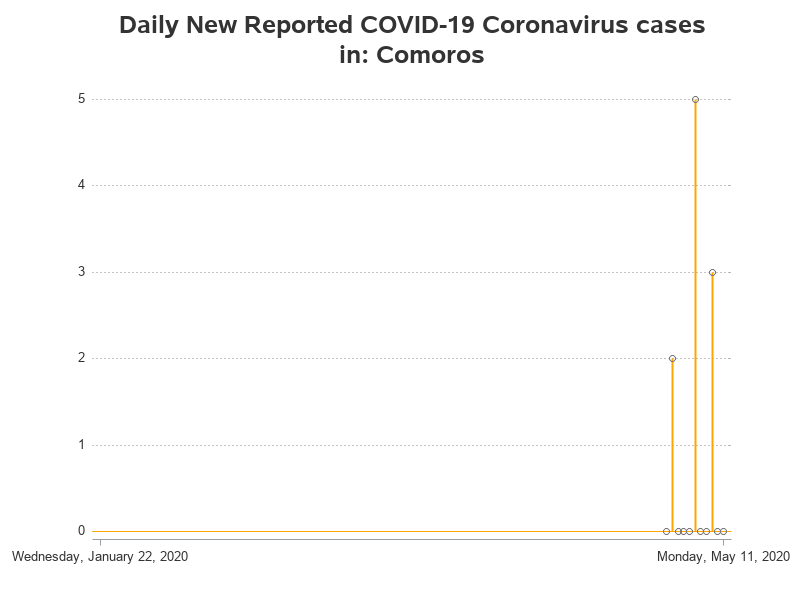 Daily New Reported COVID-19 Coronavirus cases
in: Comoros
5
4
3
2
1
0
Wednesday, January 22, 2020
Monday, May 11, 2020